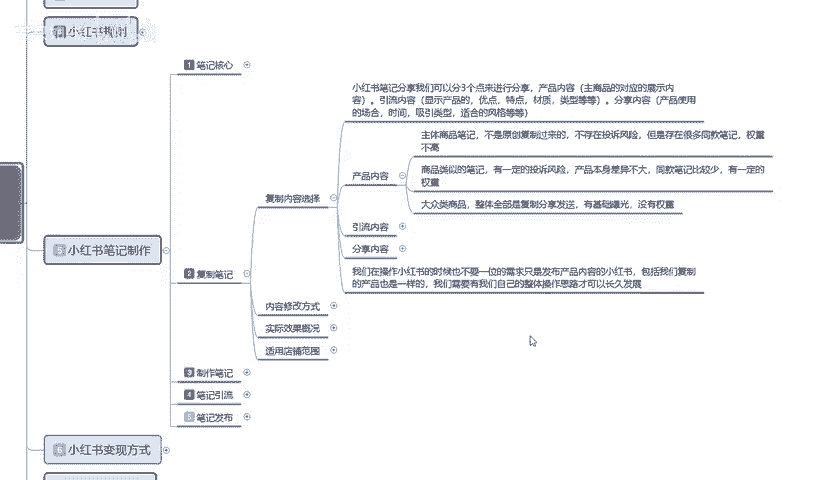 小红书规则
1 笔记核心
小红书笔记分享我们可以分3个点来进行分享，产品内容（主商品的对应的展示内
容）。引流内容（显示产品的，优点，特点，材质，类型等等）。分享内容（产品使用
的场合，时间，吸引类型，适合的风格等等）
主体商品笔记，不是原创复制过来的，不存在投诉风险，但是存在很多同款笔记，权重
不高
产品内容
商品类似的笔记，有一定的投诉风险，产品本身差异不大，同款笔记比较少，有一定的
权重
复制内容选择
大众类商品，整体全部是复制分享发送，有基础曝光，没有权重
引流内容
5 小红书笔记制作
分享内容
2 复制笔记
我们在操作小红书的时候也不要一位的需求只是发布产品内容的小红书，包括我们复制
的产品也是一样的，我们需要有我们自己的整体操作思路才可以长久发展
内容修改方式
实际效果概况
适用店铺范围
3 制作笔记
4 笔记引流
5 笔记发布
6 小红书变现方式